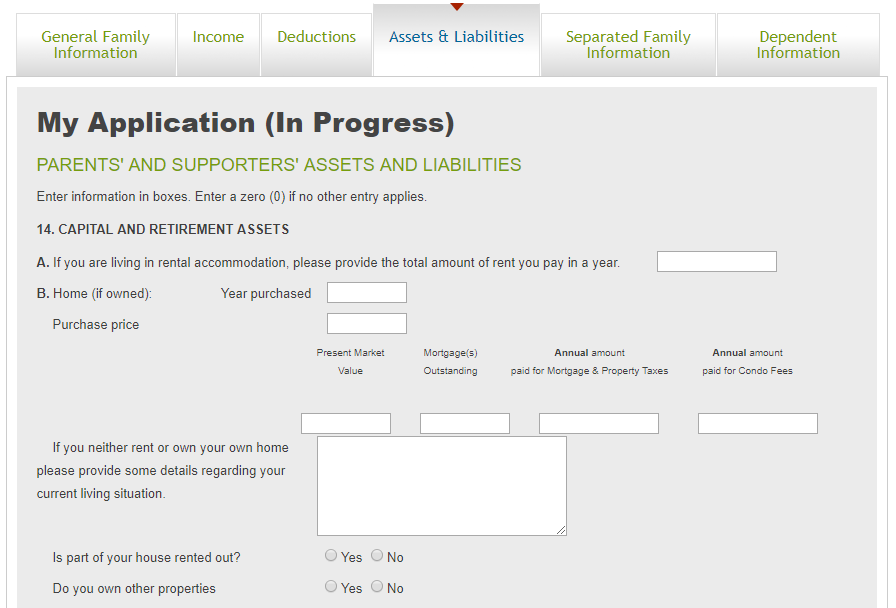 General Family
Information
Income
Deductions
Assets & Liabilities
Separated Family
Information
Dependent
Information
My Application (In Progress)
PARENTS' AND SUPPORTERS' ASSETS AND LIABILITIES
Enter information in boxes. Enter a zero (0) if no other entry applies.
14. CAPITAL AND RETIREMENT ASSETS
A. If you are living in rental accommodation, please provide the total amount of rent you pay in a year.
B. Home (if owned): Year purchased
Purchase price
Present Market
Value
Mortgage(s)
Outstanding
Annual amount
paid for Mortgage & Property Taxes
Annual amount
paid for Condo Fees
If you neither rent or own your own home
please provide some details regarding your
current living situation.
Is part of your house rented out? Yes No
Do you own other properties Yes No